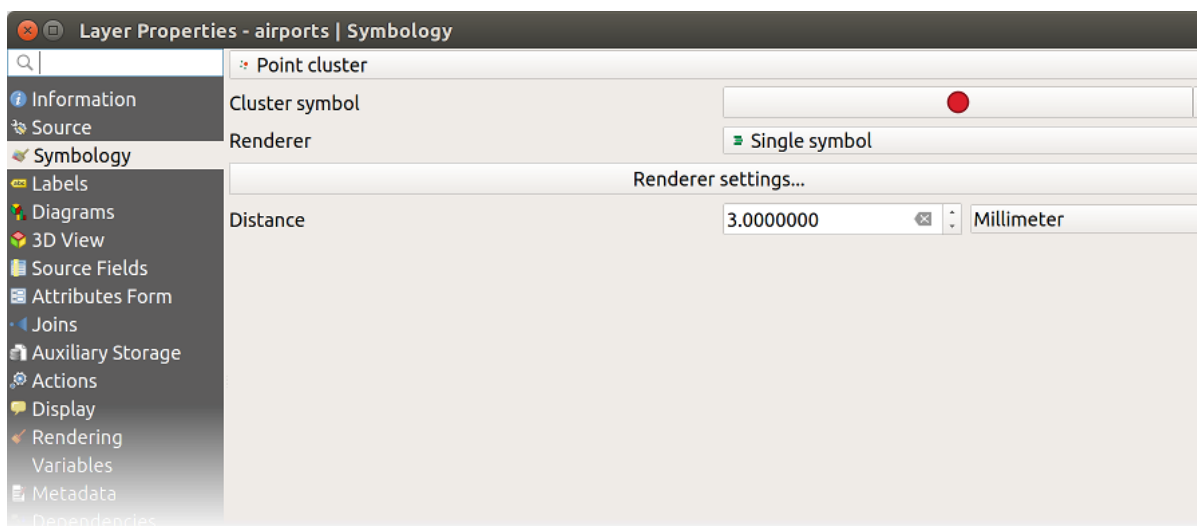 Layer Properties - airports | Symbology
Information
Source
Symbology
Labels
Diagrams
3D View
Source Fields
Attributes Form
Joins
Auxiliary Storage
Actions
Display
Rendering
Variables
Metadata
Dependencies
Point cluster
Cluster symbol
Renderer
Single symbol
Renderer settings...
Distance
3.0000000
Millimeter